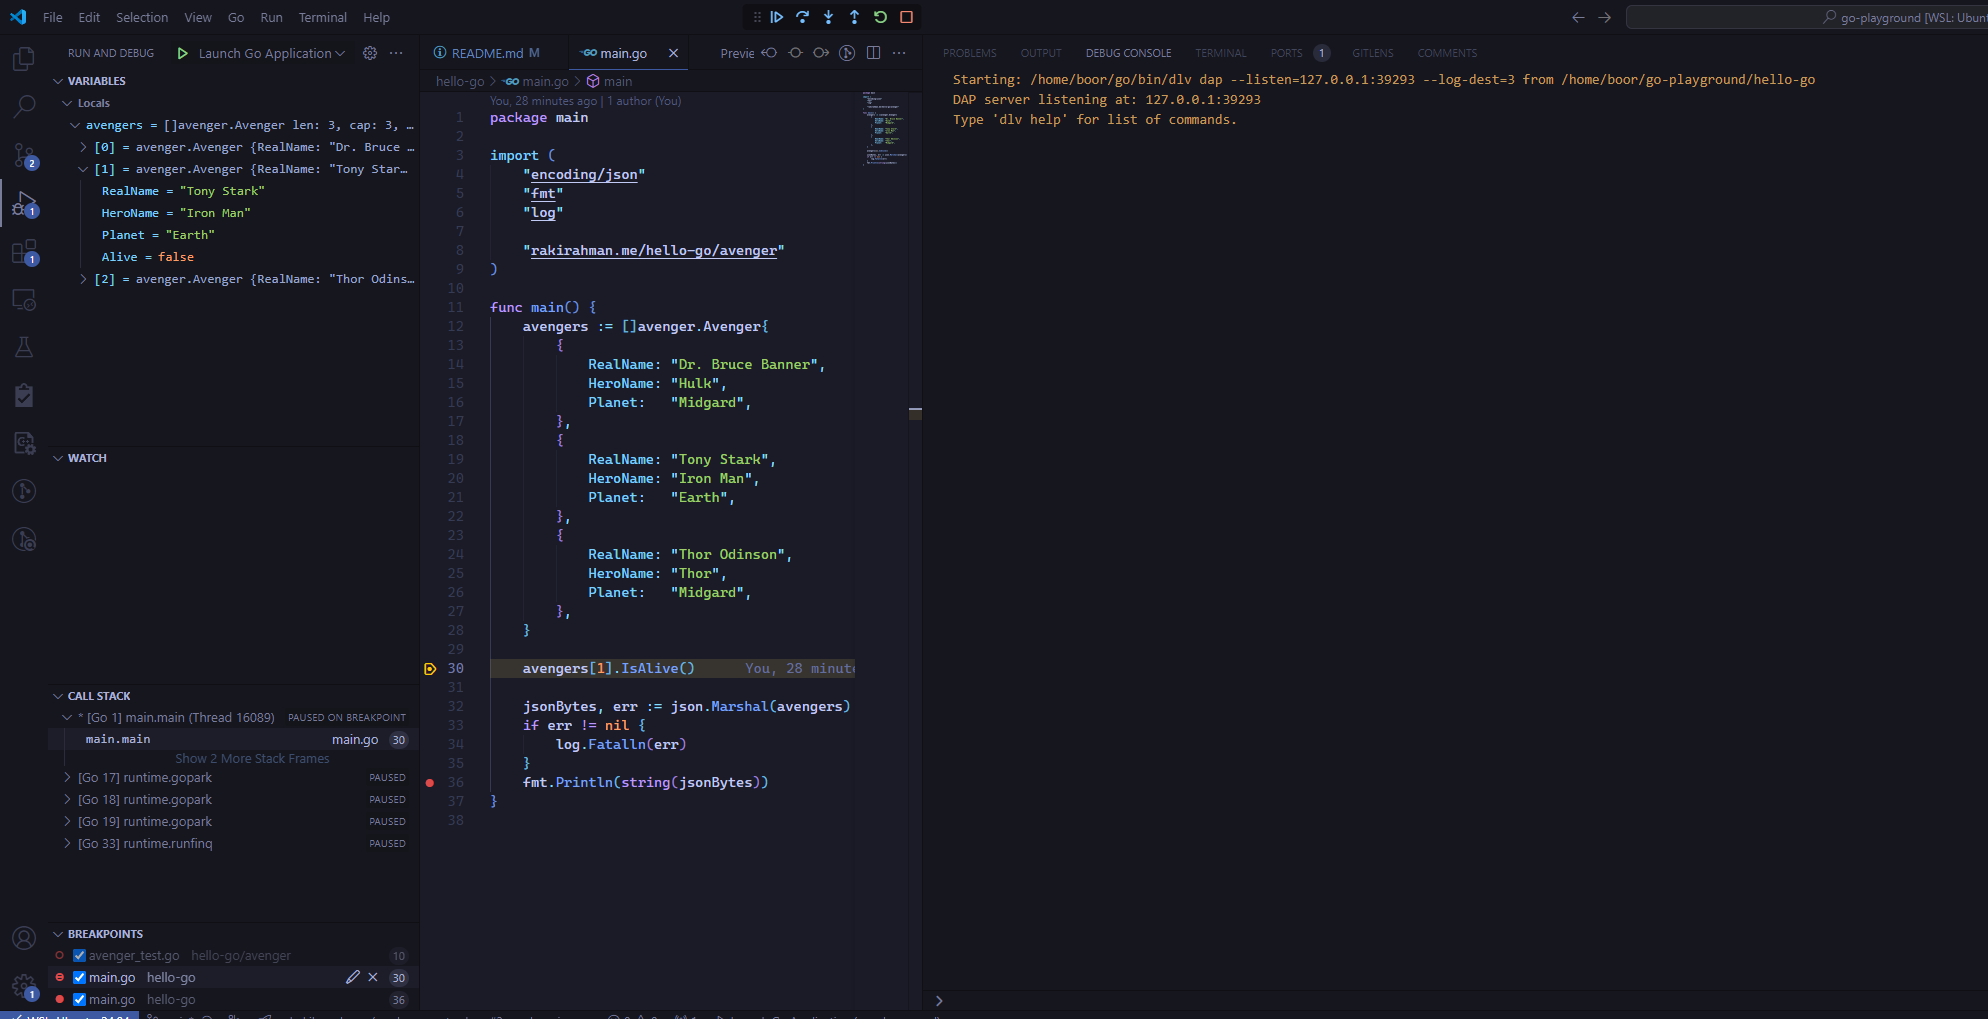 File Edit Selection View Go Run Terminal Help
go-playground [WSL: Ubunt
RUN AND DEBUG Launch Go Application
VARIABLES
Locals
avengers = []avenger.Avenger len: 3, cap: 3, …
[0] = avenger.Avenger {RealName: "Dr. Bruce …
[1] = avenger.Avenger {RealName: "Tony Star…
RealName = "Tony Stark"
HeroName = "Iron Man"
Planet = "Earth"
Alive = false
[2] = avenger.Avenger {RealName: "Thor Odins…
2
1
1
WATCH
CALL STACK
* [Go 1] main.main (Thread 16089) PAUSED ON BREAKPOINT
main.main main.go 30
Show 2 More Stack Frames
[Go 17] runtime.gopark PAUSED
[Go 18] runtime.gopark PAUSED
[Go 19] runtime.gopark PAUSED
[Go 33] runtime.runfinq PAUSED
BREAKPOINTS
avenger_test.go hello-go/avenger 10
main.go hello-go 30
main.go hello-go 36
1
README.md M GO main.go Previe
hello-go > GO main.go > main
You, 28 minutes ago | 1 author (You)
1 package main
2
3 import (
4 "encoding/json"
5 "fmt"
6 "log"
7
8 "rakirahman.me/hello-go/avenger"
9 )
10
11 func main() {
12 avengers := []avenger.Avenger{
13 {
14 RealName: "Dr. Bruce Banner",
15 HeroName: "Hulk",
16 Planet: "Midgard",
17 },
18 {
19 RealName: "Tony Stark",
20 HeroName: "Iron Man",
21 Planet: "Earth",
22 },
23 {
24 RealName: "Thor Odinson",
25 HeroName: "Thor",
26 Planet: "Midgard",
27 },
28 }
29
30 avengers[1].IsAlive() You, 28 minute
31
32 jsonBytes, err := json.Marshal(avengers)
33 if err != nil {
34 log.Fatalln(err)
35 }
36 fmt.Println(string(jsonBytes))
37 }
38
PROBLEMS OUTPUT DEBUG CONSOLE TERMINAL PORTS 1 GITLENS COMMENTS
Starting: /home/boor/go/bin/dlv dap --listen=127.0.0.1:39293 --log-dest=3 from /home/boor/go-playground/hello-go
DAP server listening at: 127.0.0.1:39293
Type 'dlv help' for list of commands.